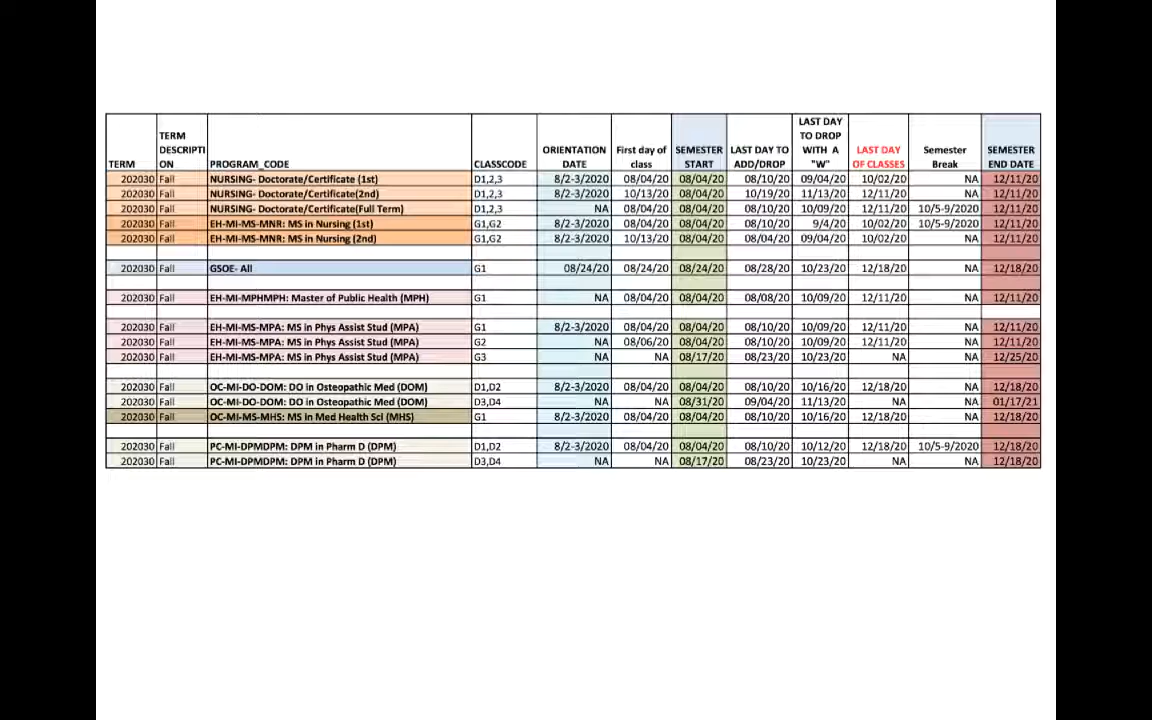 TERM TERM DESCRIPTI ON PROGRAM_CODE CLASSCODE ORIENTATION DATE First day of class SEMESTER START LAST DAY TO ADD/DROP LAST DAY TO DROP WITH A "W" LAST DAY OF CLASSES Semester Break SEMESTER END DATE
202030 Fall NURSING- Doctorate/Certificate (1st) D1,2,3 8/2-3/2020 08/04/20 08/04/20 08/10/20 09/04/20 10/02/20 NA 12/11/20
202030 Fall NURSING- Doctorate/Certificate(2nd) D1,2,3 8/2-3/2020 10/13/20 08/04/20 10/19/20 11/13/20 12/11/20 NA 12/11/20
202030 Fall NURSING- Doctorate/Certificate(Full Term) D1,2,3 NA 08/04/20 08/04/20 08/10/20 10/09/20 12/11/20 10/5-9/2020 12/11/20
202030 Fall EH-MI-MS-MNR: MS in Nursing (1st) G1,G2 8/2-3/2020 08/04/20 08/04/20 08/10/20 9/4/20 10/02/20 10/5-9/2020 12/11/20
202030 Fall EH-MI-MS-MNR: MS in Nursing (2nd) G1,G2 8/2-3/2020 10/13/20 08/04/20 08/04/20 09/04/20 10/02/20 NA 12/11/20
202030 Fall GSOE- All G1 08/24/20 08/24/20 08/24/20 08/28/20 10/23/20 12/18/20 NA 12/18/20
202030 Fall EH-MI-MPHMPH: Master of Public Health (MPH) G1 NA 08/04/20 08/04/20 08/08/20 10/09/20 12/11/20 NA 12/11/20
202030 Fall EH-MI-MS-MPA: MS in Phys Assist Stud (MPA) G1 8/2-3/2020 08/04/20 08/04/20 08/10/20 10/09/20 12/11/20 NA 12/11/20
202030 Fall EH-MI-MS-MPA: MS in Phys Assist Stud (MPA) G2 NA 08/06/20 08/04/20 08/10/20 10/09/20 12/11/20 NA 12/11/20
202030 Fall EH-MI-MS-MPA: MS in Phys Assist Stud (MPA) G3 NA NA 08/17/20 08/23/20 10/23/20 NA NA 12/25/20
202030 Fall OC-MI-DO-DOM: DO in Osteopathic Med (DOM) D1,D2 8/2-3/2020 08/04/20 08/04/20 08/10/20 10/16/20 12/18/20 NA 12/18/20
202030 Fall OC-MI-DO-DOM: DO in Osteopathic Med (DOM) D3,D4 NA NA 08/31/20 09/04/20 11/13/20 NA NA 01/17/21
202030 Fall OC-MI-MS-MHS: MS in Med Health Sci (MHS) G1 8/2-3/2020 08/04/20 08/04/20 08/10/20 10/16/20 12/18/20 NA 12/18/20
202030 Fall PC-MI-DPMDPM: DPM in Pharm D (DPM) D1,D2 8/2-3/2020 08/04/20 08/04/20 08/10/20 10/12/20 12/18/20 10/5-9/2020 12/18/20
202030 Fall PC-MI-DPMDPM: DPM in Pharm D (DPM) D3,D4 NA NA 08/17/20 08/23/20 10/23/20 NA NA 12/18/20